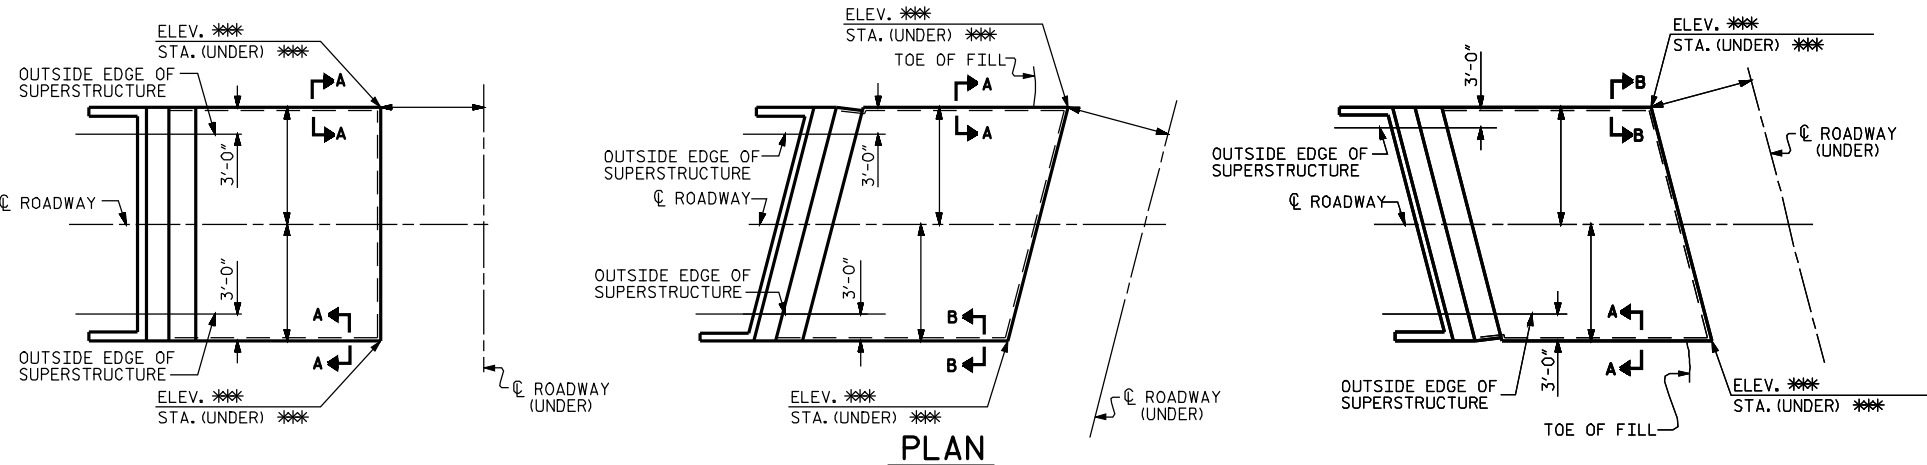 ELEV. ***
STA. (UNDER) ***
OUTSIDE EDGE OF
SUPERSTRUCTURE
A
A
3'-0"
℄ ROADWAY
3'-0"
A
A
OUTSIDE EDGE OF
SUPERSTRUCTURE
ELEV. ***
STA. (UNDER) ***
℄ ROADWAY
(UNDER)
ELEV. ***
STA. (UNDER) ***
TOE OF FILL
A
A
3'-0"
OUTSIDE EDGE OF
SUPERSTRUCTURE
℄ ROADWAY
OUTSIDE EDGE OF
SUPERSTRUCTURE
3'-0"
B
B
ELEV. ***
STA. (UNDER) ***
℄ ROADWAY
(UNDER)
ELEV. ***
STA. (UNDER) ***
3'-0"
B
B
℄ ROADWAY
(UNDER)
OUTSIDE EDGE OF
SUPERSTRUCTURE
℄ ROADWAY
A
A
3'-0"
OUTSIDE EDGE OF
SUPERSTRUCTURE
ELEV. ***
STA. (UNDER) ***
TOE OF FILL
PLAN